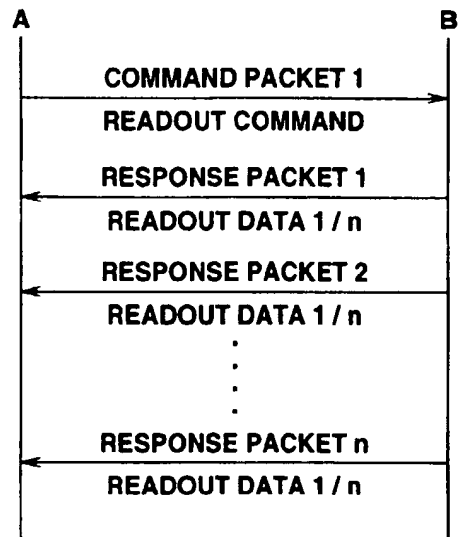 A B
COMMAND PACKET 1
READOUT COMMAND
RESPONSE PACKET 1
READOUT DATA 1 / n
RESPONSE PACKET 2
READOUT DATA 1 / n
RESPONSE PACKET n
READOUT DATA 1 / n